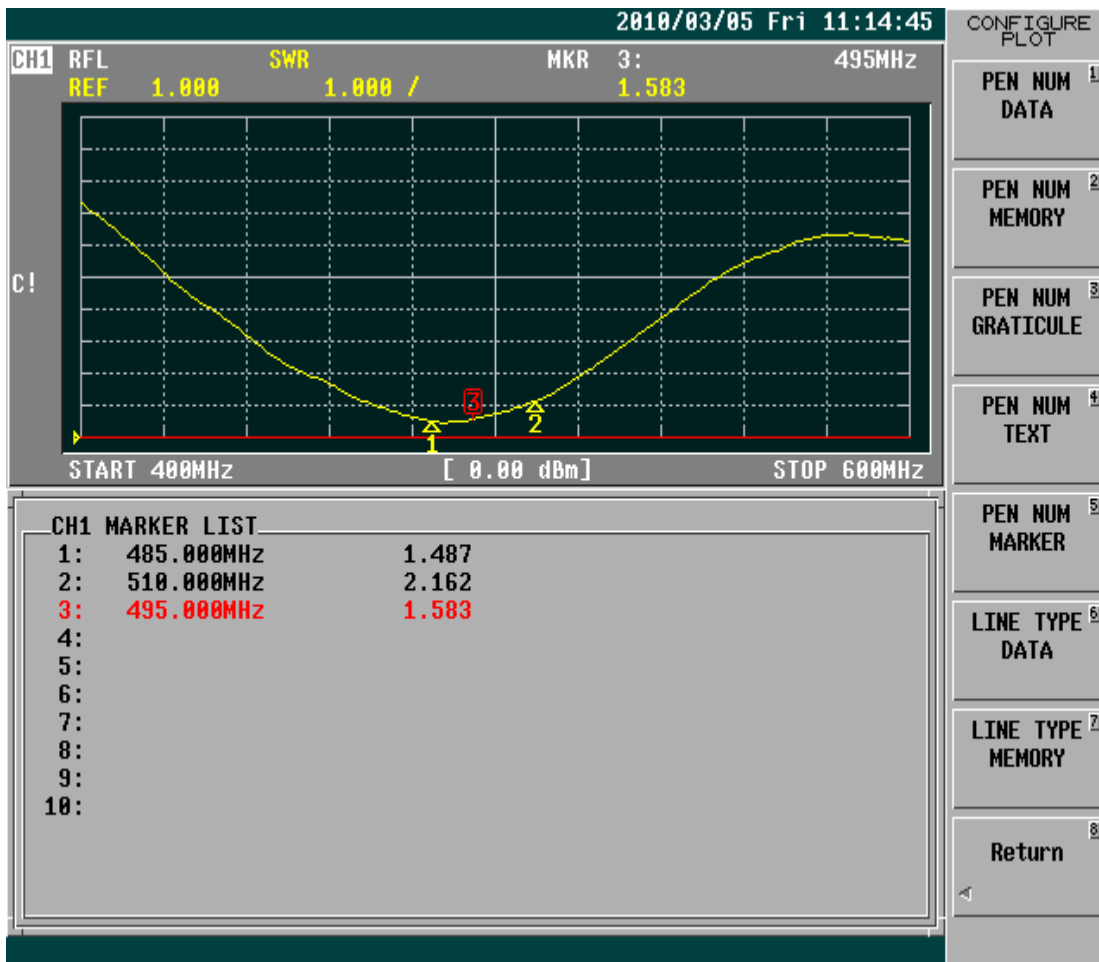 2010/03/05 Fri 11:14:45
CH1 RFL SWR MKR 3: 495MHz
REF 1.000 1.000 / 1.583
C!
3
1
2
START 400MHz [ 0.00 dBm] STOP 600MHz
CH1 MARKER LIST
1: 485.000MHz 1.487
2: 510.000MHz 2.162
3: 495.000MHz 1.583
4:
5:
6:
7:
8:
9:
10:
CONFIGURE
PLOT
PEN NUM 1
DATA
PEN NUM 2
MEMORY
PEN NUM 3
GRATICULE
PEN NUM 4
TEXT
PEN NUM 5
MARKER
LINE TYPE 6
DATA
LINE TYPE 7
MEMORY
8
Return